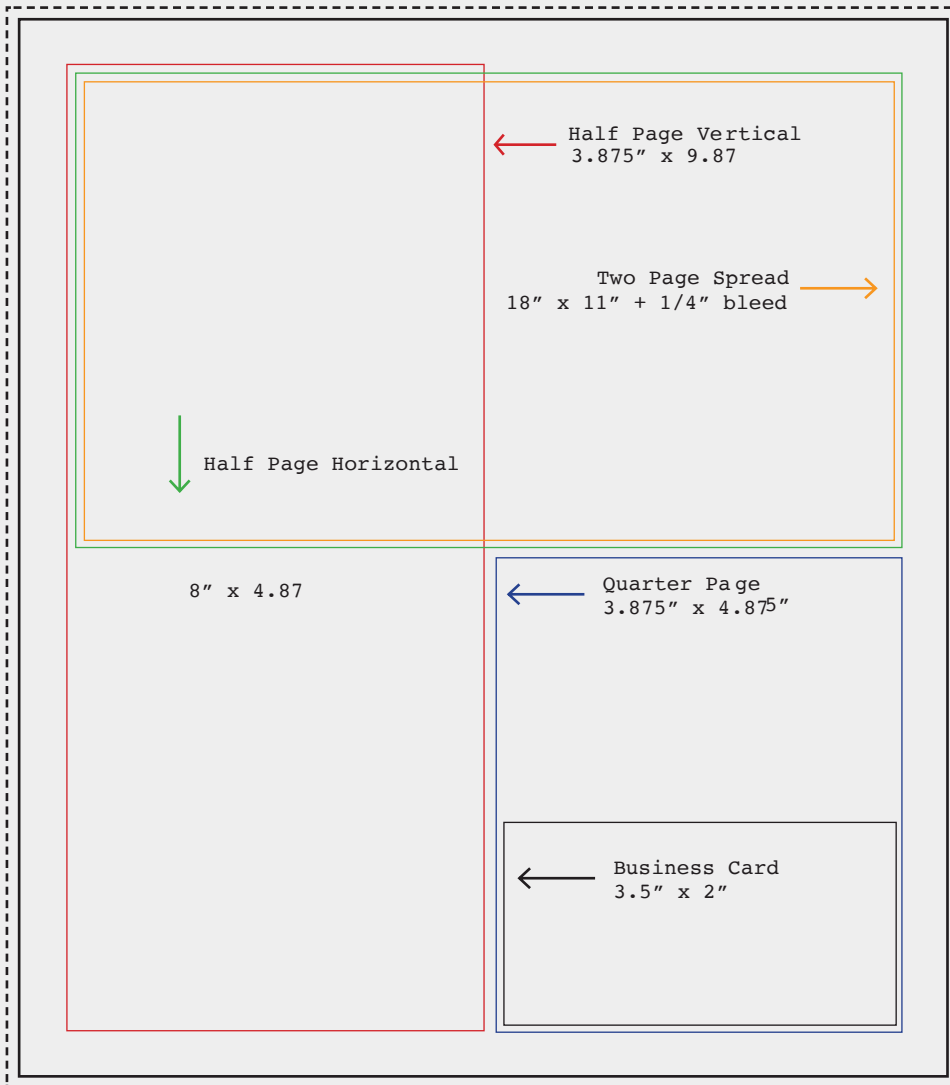 Half Page Vertical
3.875″ x 9.87
Two Page Spread
18″ x 11″ + 1/4″ bleed
Half Page Horizontal
8″ x 4.87
Quarter Page
3.875″ x 4.875″
Business Card
3.5″ x 2″